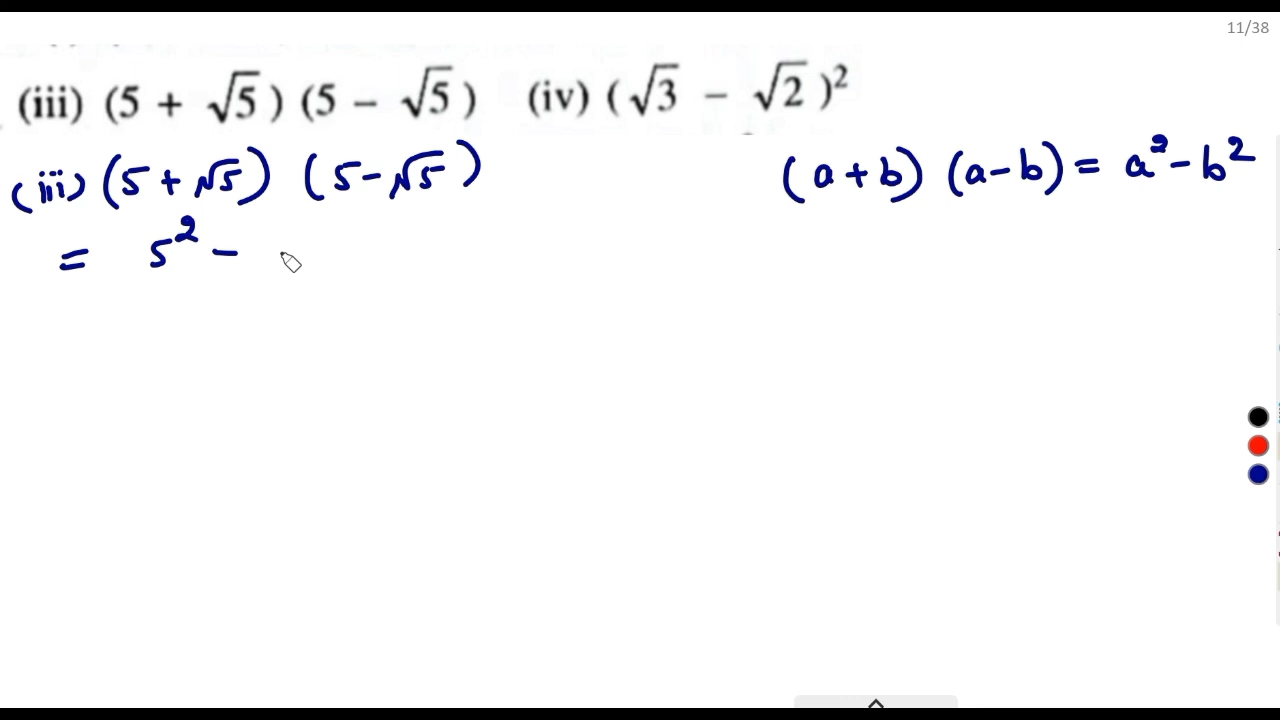 11/38
(iii) (5 + √5) (5 − √5) (iv) (√3 − √2)²
(iii) (5+√5) (5−√5) (a+b) (a−b) = a²−b²
= 5² −